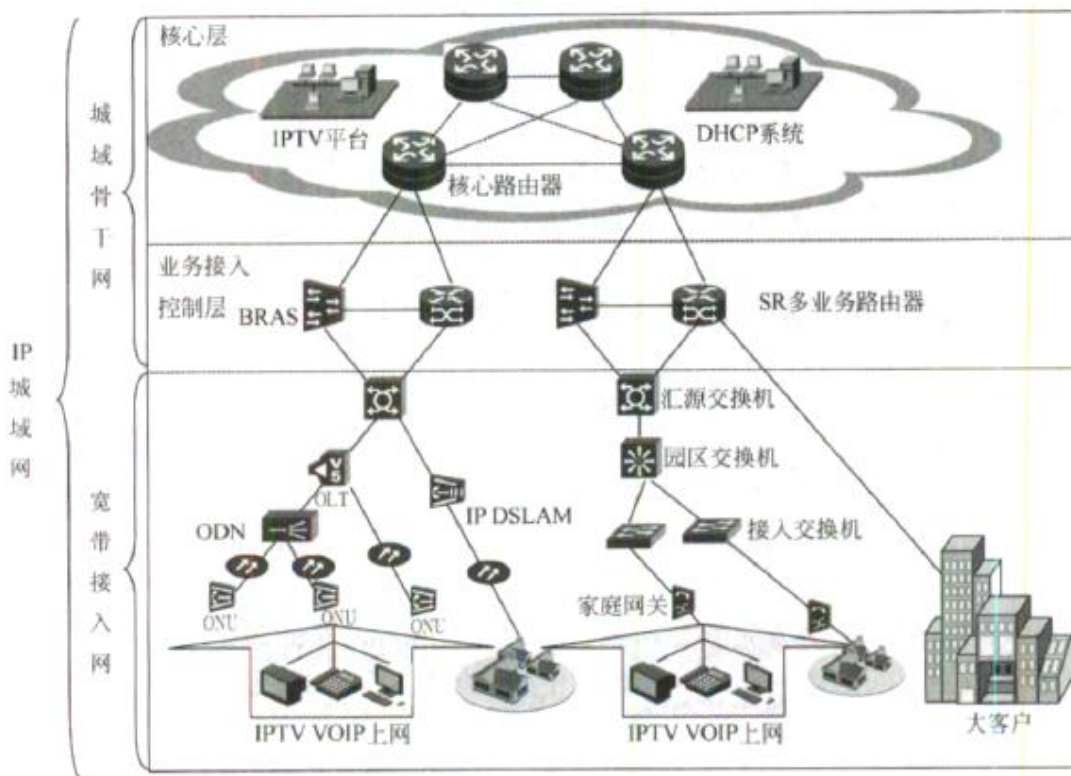 核心层
IPTV平台
DHCP系统
核心路由器
城域骨干网
业务接入
控制层
BRAS
SR多业务路由器
IP城域网
汇源交换机
园区交换机
OLT
IP DSLAM
ODN
接入交换机
宽带接入网
家庭网关
ONU
ONU
ONU
IPTV VOIP上网
IPTV VOIP上网
大客户